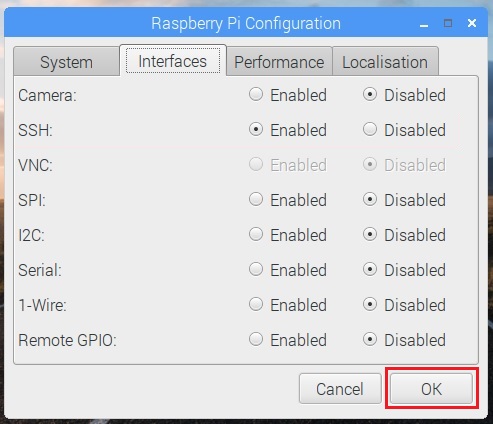 Raspberry Pi Configuration
System Interfaces Performance Localisation
Camera: Enabled Disabled
SSH: Enabled Disabled
VNC: Enabled Disabled
SPI: Enabled Disabled
I2C: Enabled Disabled
Serial: Enabled Disabled
1-Wire: Enabled Disabled
Remote GPIO: Enabled Disabled
Cancel OK